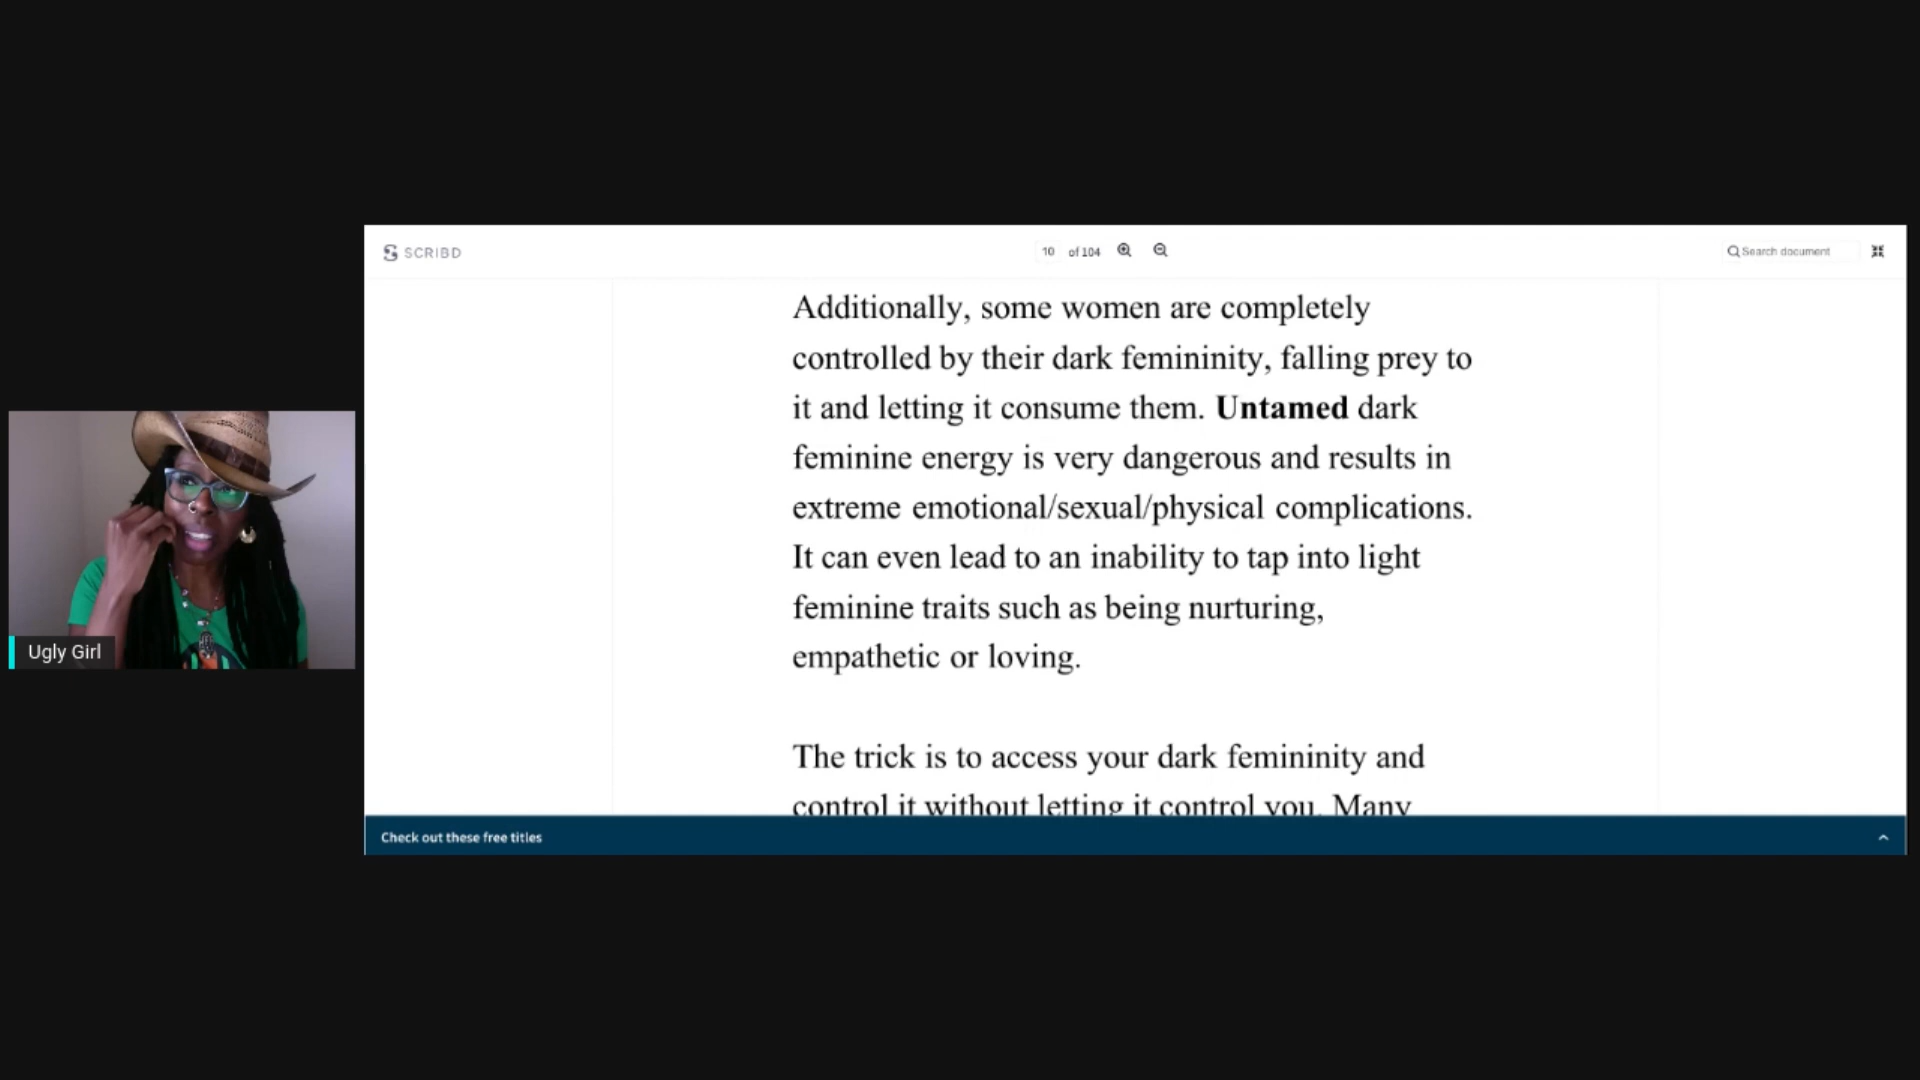 SCRIBD
10 of 104
Search document
Additionally, some women are completely
controlled by their dark femininity, falling prey to
it and letting it consume them. Untamed dark
feminine energy is very dangerous and results in
extreme emotional/sexual/physical complications.
It can even lead to an inability to tap into light
feminine traits such as being nurturing,
empathetic or loving.
The trick is to access your dark femininity and
control it without letting it control you. Many
Check out these free titles
Ugly Girl